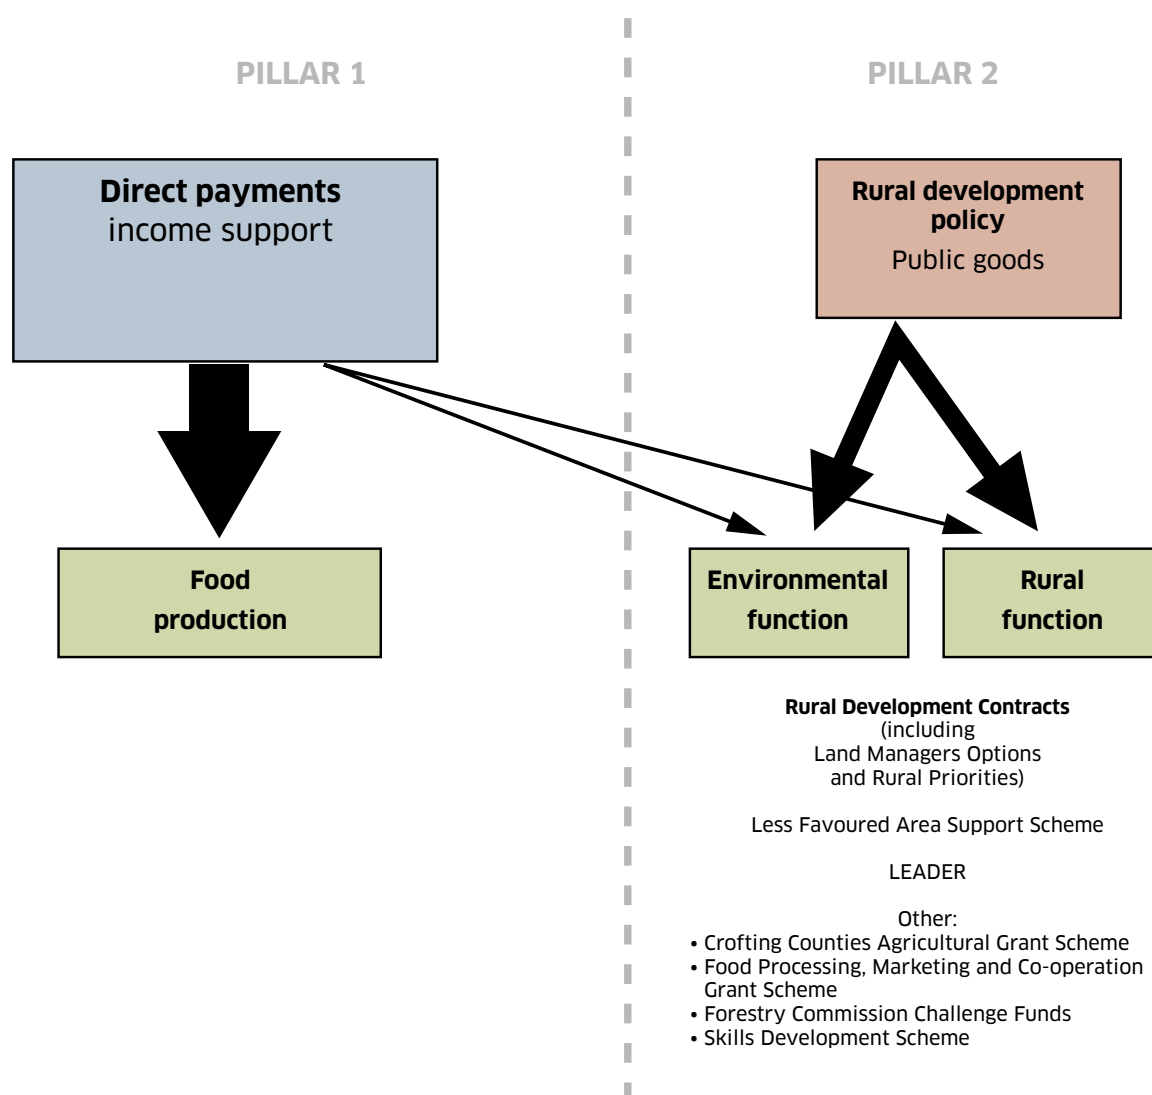 PILLAR 1
PILLAR 2
Direct payments
income support
Rural development
policy
Public goods
Food
production
Environmental
function
Rural
function
Rural Development Contracts
(including
Land Managers Options
and Rural Priorities)
Less Favoured Area Support Scheme
LEADER
Other:
• Crofting Counties Agricultural Grant Scheme
• Food Processing, Marketing and Co-operation
Grant Scheme
• Forestry Commission Challenge Funds
• Skills Development Scheme